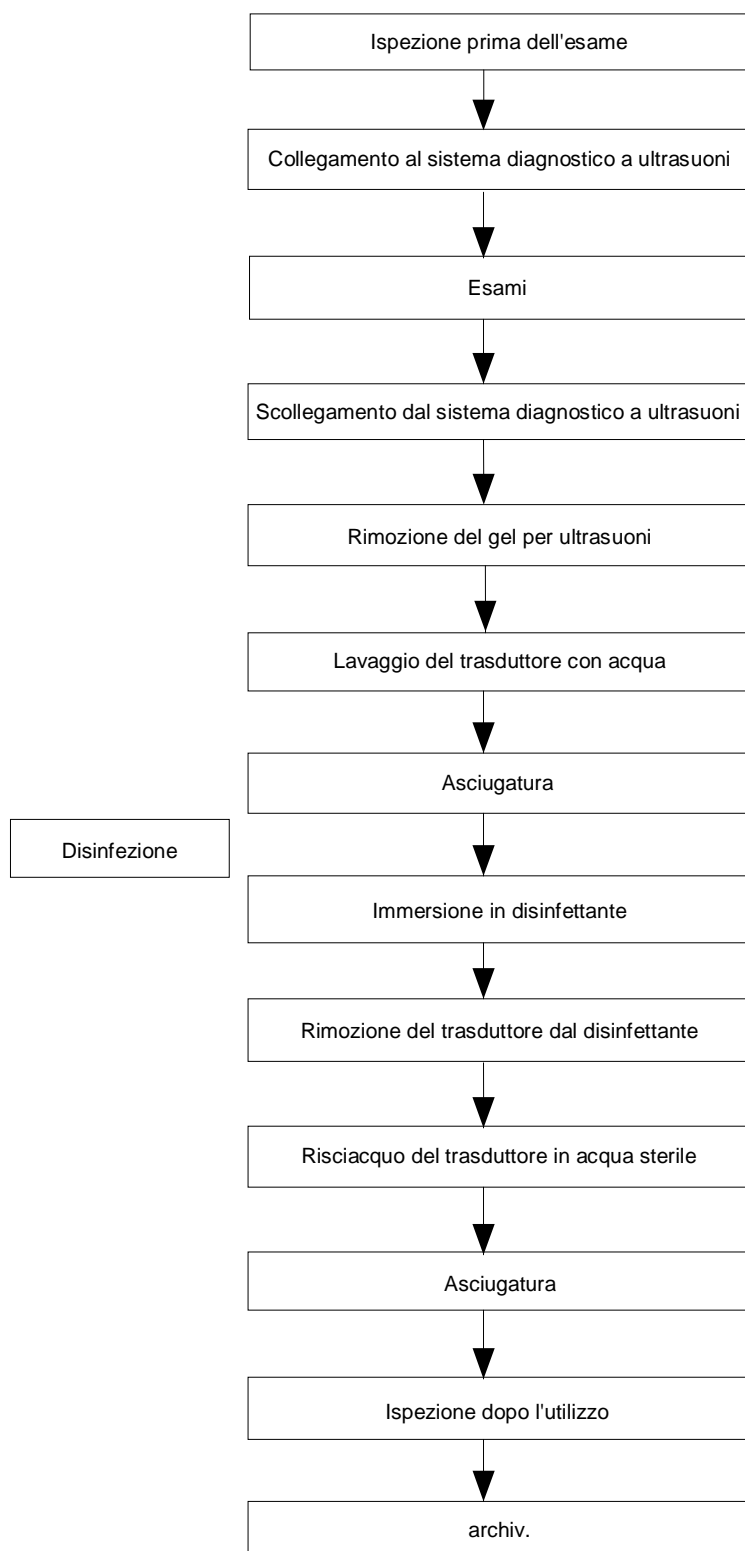 Ispezione prima dell'esame
Collegamento al sistema diagnostico a ultrasuoni
Esami
Scollegamento dal sistema diagnostico a ultrasuoni
Rimozione del gel per ultrasuoni
Lavaggio del trasduttore con acqua
Asciugatura
Disinfezione
Immersione in disinfettante
Rimozione del trasduttore dal disinfettante
Risciacquo del trasduttore in acqua sterile
Asciugatura
Ispezione dopo l'utilizzo
archiv.